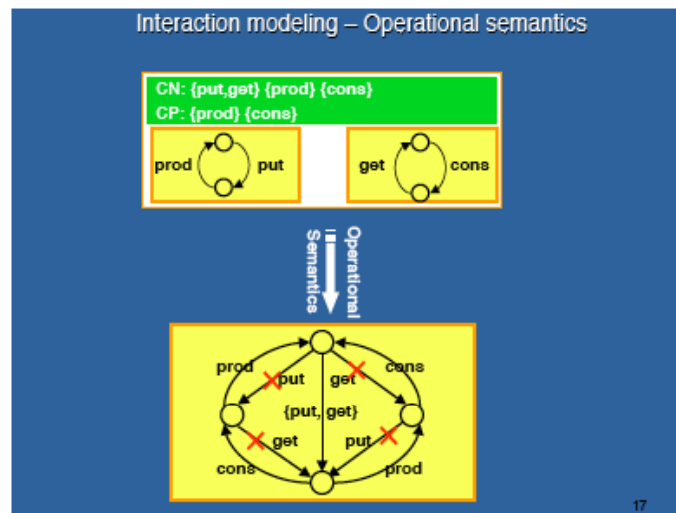 Interaction modeling – Operational semantics
CN: {put,get} {prod} {cons}
CP: {prod} {cons}
prod put
get cons
Operational
Semantics
prod put get cons
{put, get}
get put
cons prod
17